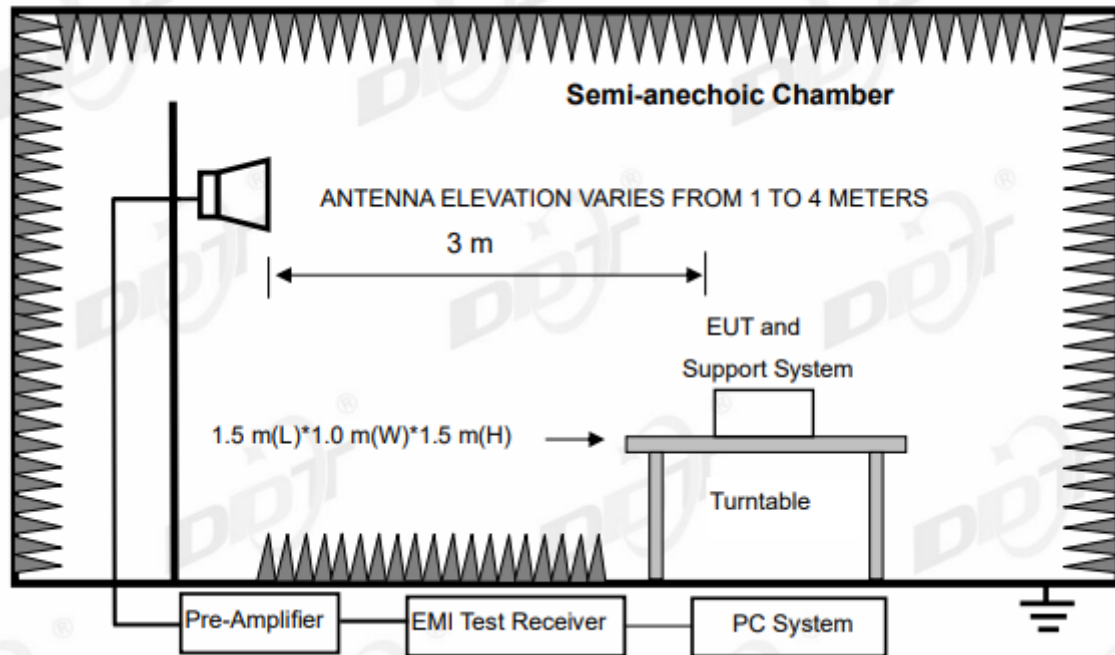 Semi-anechoic Chamber
ANTENNA ELEVATION VARIES FROM 1 TO 4 METERS
3 m
EUT and
Support System
1.5 m(L)*1.0 m(W)*1.5 m(H)
Turntable
Pre-Amplifier
EMI Test Receiver
PC System
DDT
®